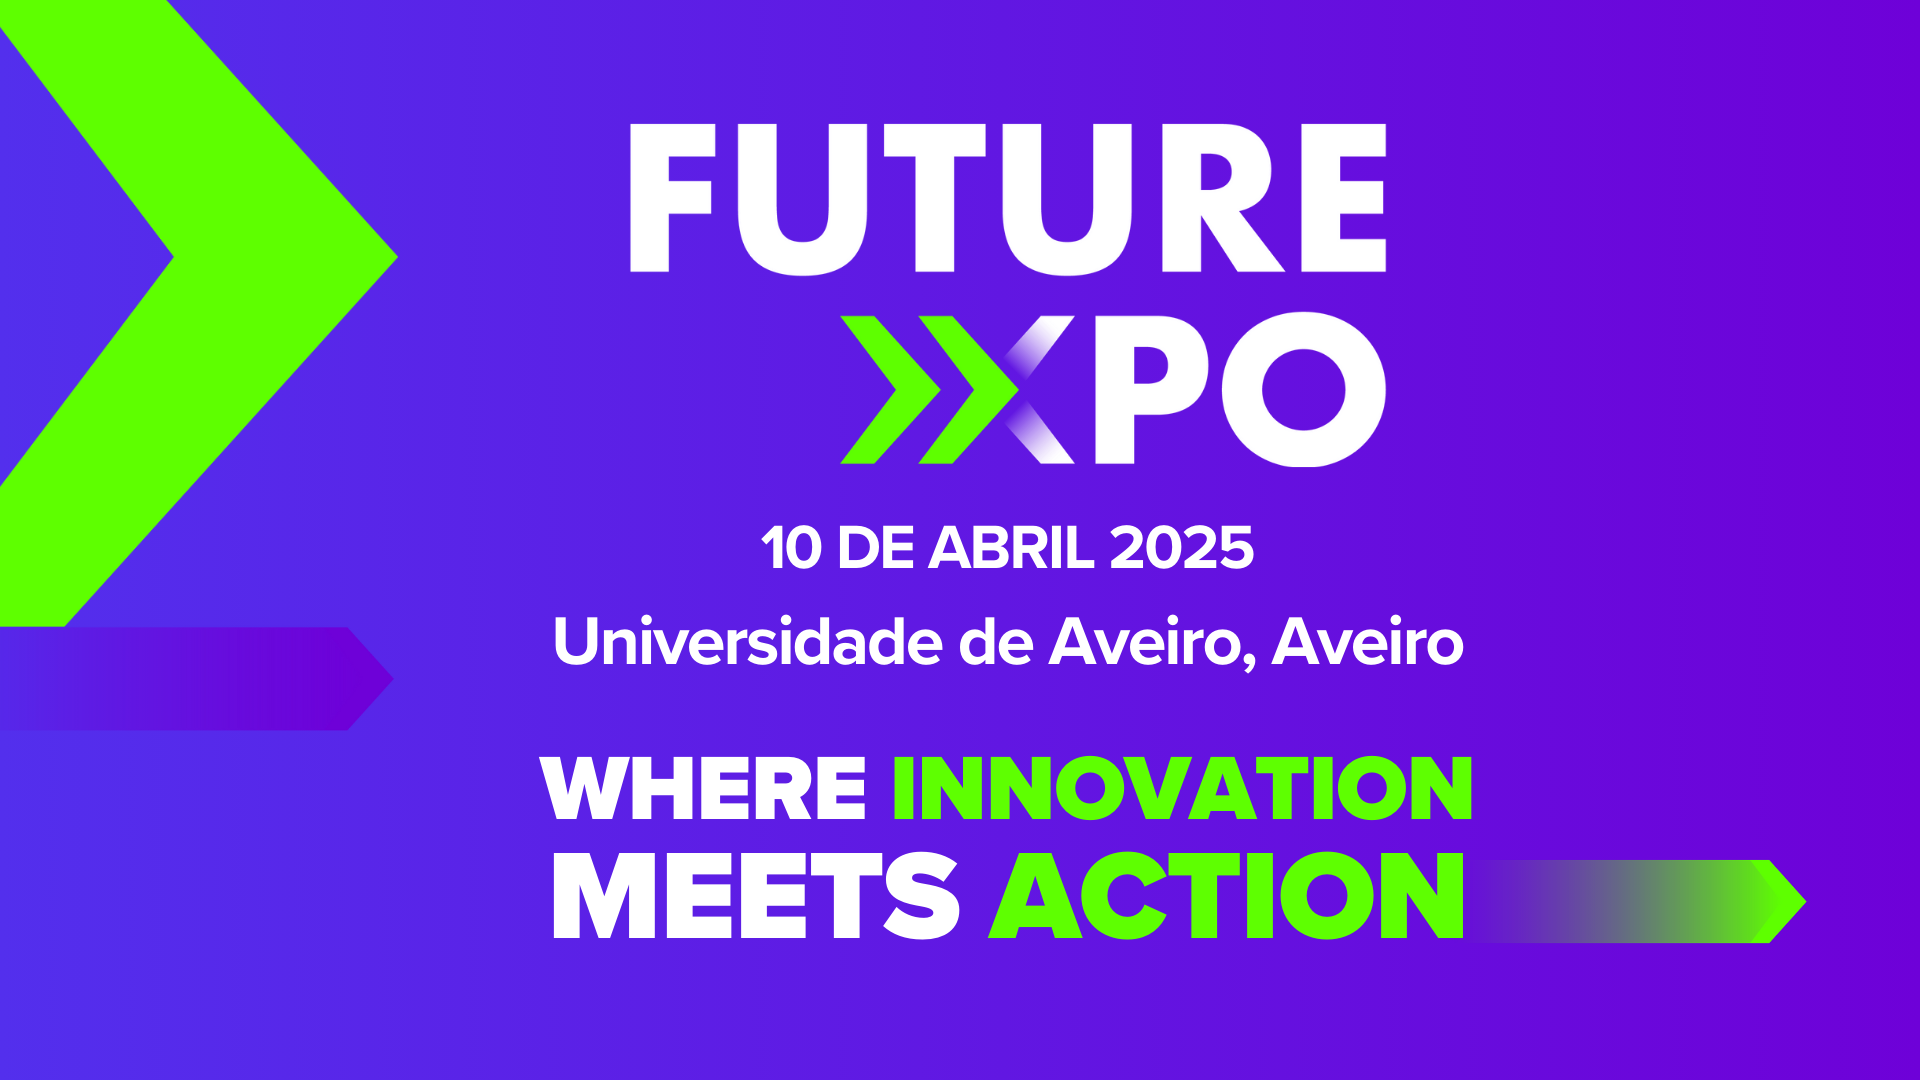 FUTURE
XPO
10 DE ABRIL 2025
Universidade de Aveiro, Aveiro
WHERE INNOVATION
MEETS ACTION